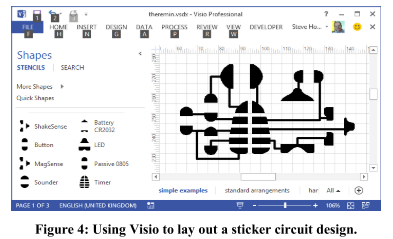 theremin.vsdx - Visio Professional
FILE HOME INSERT DESIGN DATA PROCESS REVIEW VIEW DEVELOPER Steve Ho...
F H N G A P R W
Shapes
STENCILS SEARCH
More Shapes
Quick Shapes
ShakeSense Battery CR2032
Button LED
MagSense Passive 0805
Sounder Timer
simple examples standard arrangements har All
PAGE 1 OF 3 ENGLISH (UNITED KINGDOM) 106%
Figure 4: Using Visio to lay out a sticker circuit design.